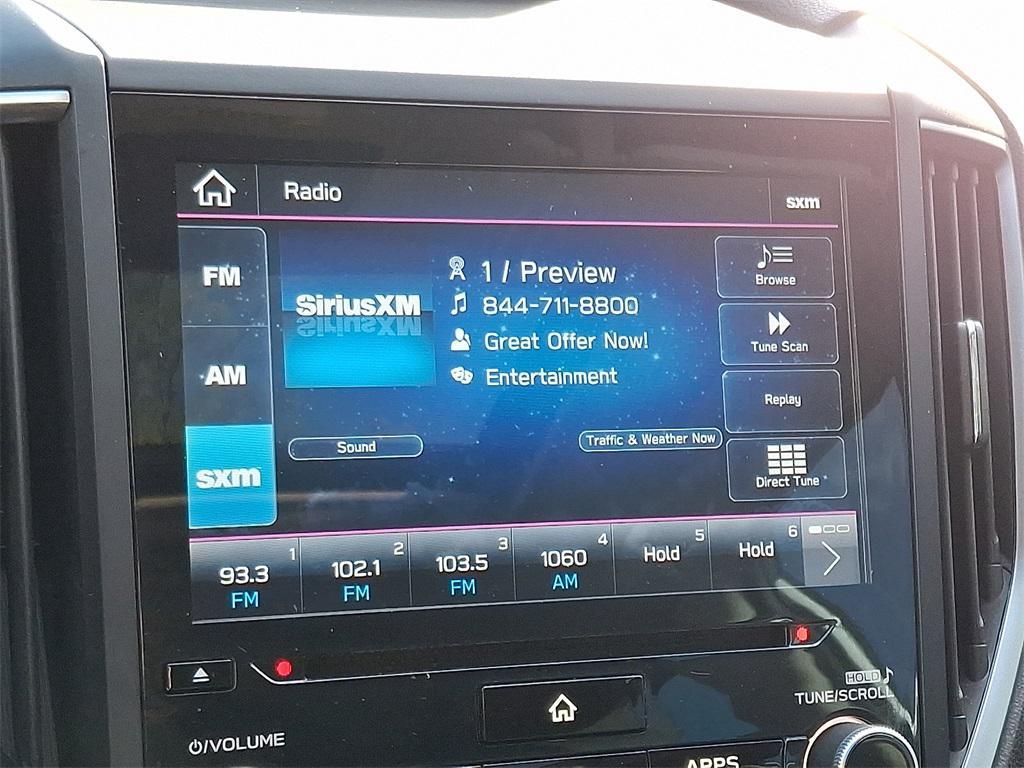 Radio
sxm
FM
AM
sxm
SiriusXM
1 / Preview
844-711-8800
Great Offer Now!
Entertainment
Sound
Traffic & Weather Now
Browse
Tune Scan
Replay
Direct Tune
1
93.3
FM
2
102.1
FM
3
103.5
FM
4
1060
AM
5
Hold
6
Hold
HOLD
TUNE/SCROLL
/VOLUME
APPS